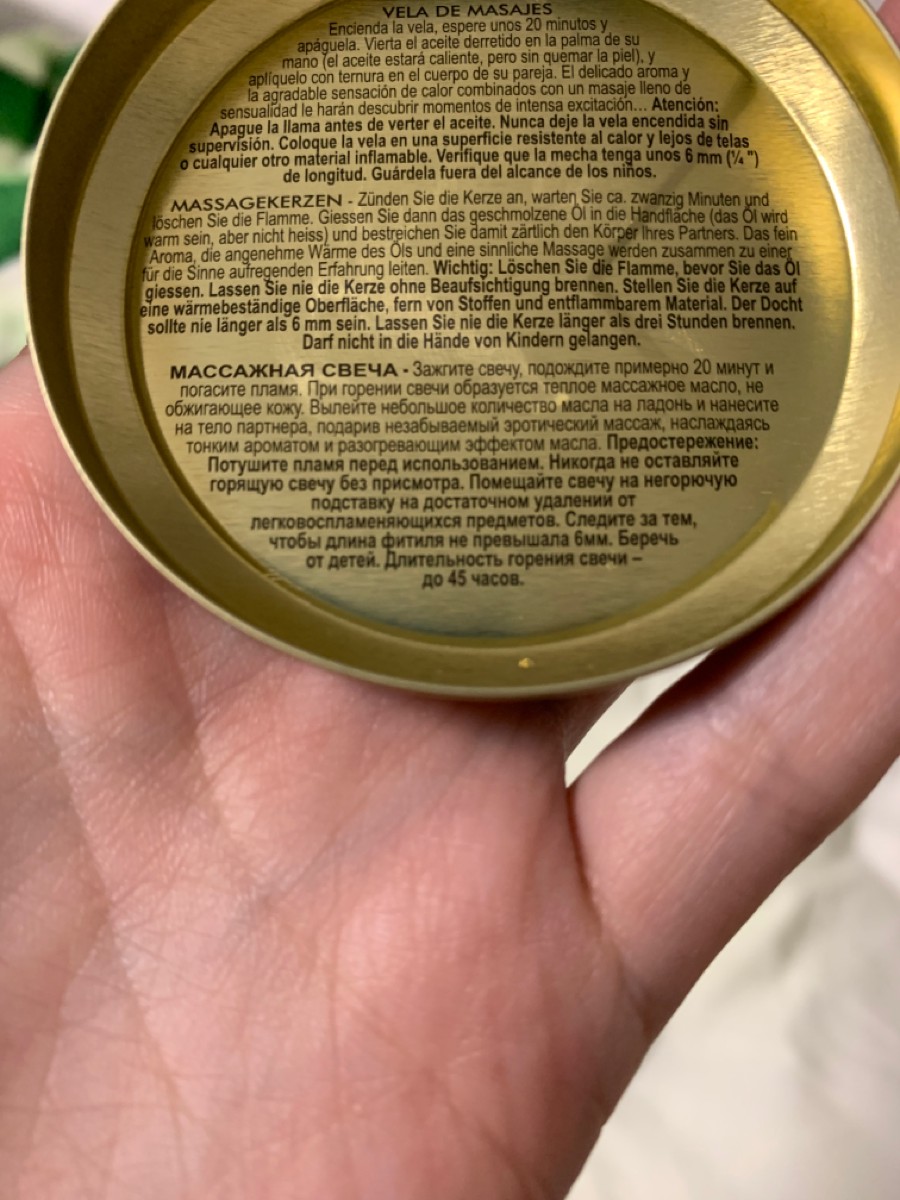 VELA DE MASAJES
Encienda la vela, espere unos 20 minutos y
apáguela. Vierta el aceite derretido en la palma de su
mano (el aceite estará caliente, pero sin quemar la piel), y
aplíquelo con ternura en el cuerpo de su pareja. El delicado aroma y
la agradable sensación de calor combinados con un masaje lleno de
sensualidad le harán descubrir momentos de intensa excitación... Atención:
Apague la llama antes de verter el aceite. Nunca deje la vela encendida sin
supervisión. Coloque la vela en una superficie resistente al calor y lejos de telas
o cualquier otro material inflamable. Verifique que la mecha tenga unos 6 mm (¼ ")
de longitud. Guárdela fuera del alcance de los niños.
MASSAGEKERZEN - Zünden Sie die Kerze an, warten Sie ca. zwanzig Minuten und
löschen Sie die Flamme. Giessen Sie dann das geschmolzene Öl in die Handfläche (das Öl wird
warm sein, aber nicht heiss) und bestreichen Sie damit zärtlich den Körper Ihres Partners. Das fein
Aroma, die angenehme Wärme des Öls und eine sinnliche Massage werden zusammen zu einer
für die Sinne aufregenden Erfahrung leiten. Wichtig: Löschen Sie die Flamme, bevor Sie das Öl
giessen. Lassen Sie nie die Kerze ohne Beaufsichtigung brennen. Stellen Sie die Kerze auf
eine wärmebeständige Oberfläche, fern von Stoffen und entflammbarem Material. Der Docht
sollte nie länger als 6 mm sein. Lassen Sie nie die Kerze länger als drei Stunden brennen.
Darf nicht in die Hände von Kindern gelangen.
МАССАЖНАЯ СВЕЧА - Зажгите свечу, подождите примерно 20 минут и
погасите пламя. При горении свечи образуется теплое массажное масло, не
обжигающее кожу. Вылейте небольшое количество масла на ладонь и нанесите
на тело партнера, подарив незабываемый эротический массаж, наслаждаясь
тонким ароматом и разогревающим эффектом масла. Предостережение:
Потушите пламя перед использованием. Никогда не оставляйте
горящую свечу без присмотра. Помещайте свечу на негорючую
подставку на достаточном удалении от
легковоспламеняющихся предметов. Следите за тем,
чтобы длина фитиля не превышала 6мм. Беречь
от детей. Длительность горения свечи –
до 45 часов.